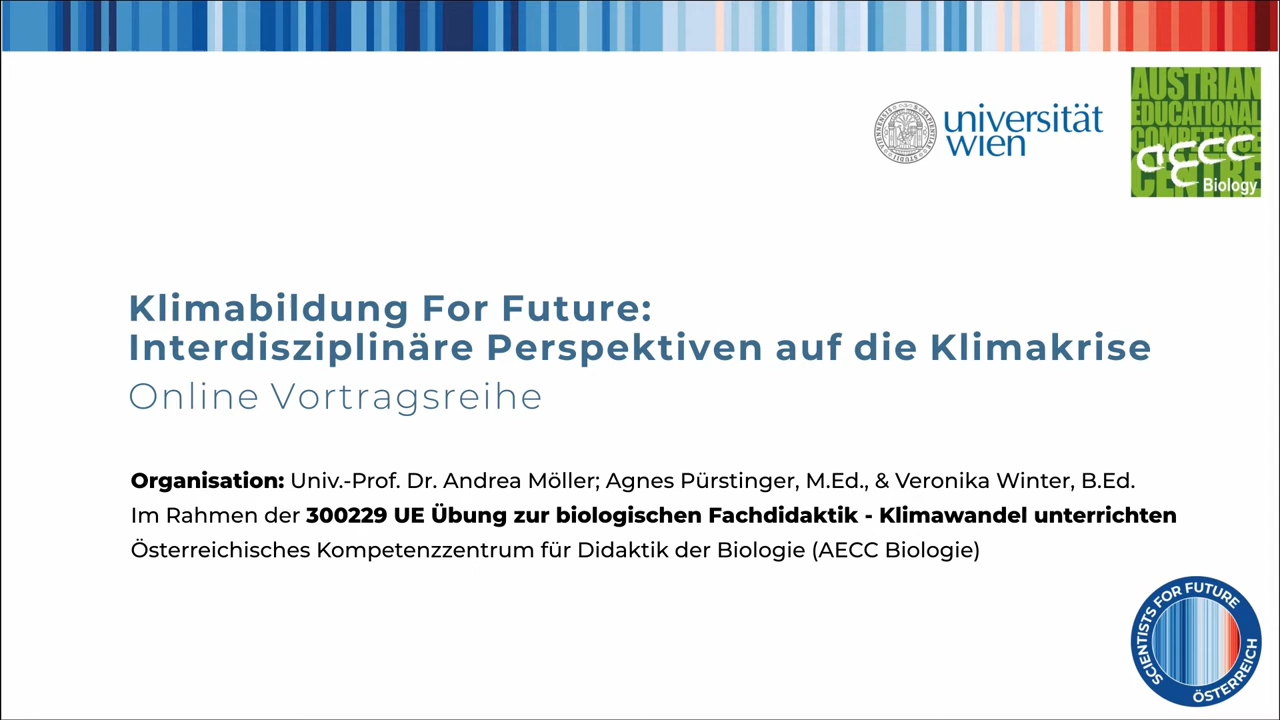 universität
wien
AUSTRIAN
EDUCATIONAL
COMPETENCE
CENTRE
aecc
Biology
Klimabildung For Future:
Interdisziplinäre Perspektiven auf die Klimakrise
Online Vortragsreihe
Organisation: Univ.-Prof. Dr. Andrea Möller; Agnes Pürstinger, M.Ed., & Veronika Winter, B.Ed.
Im Rahmen der 300229 UE Übung zur biologischen Fachdidaktik - Klimawandel unterrichten
Österreichisches Kompetenzzentrum für Didaktik der Biologie (AECC Biologie)
SCIENTISTS FOR FUTURE
ÖSTERREICH